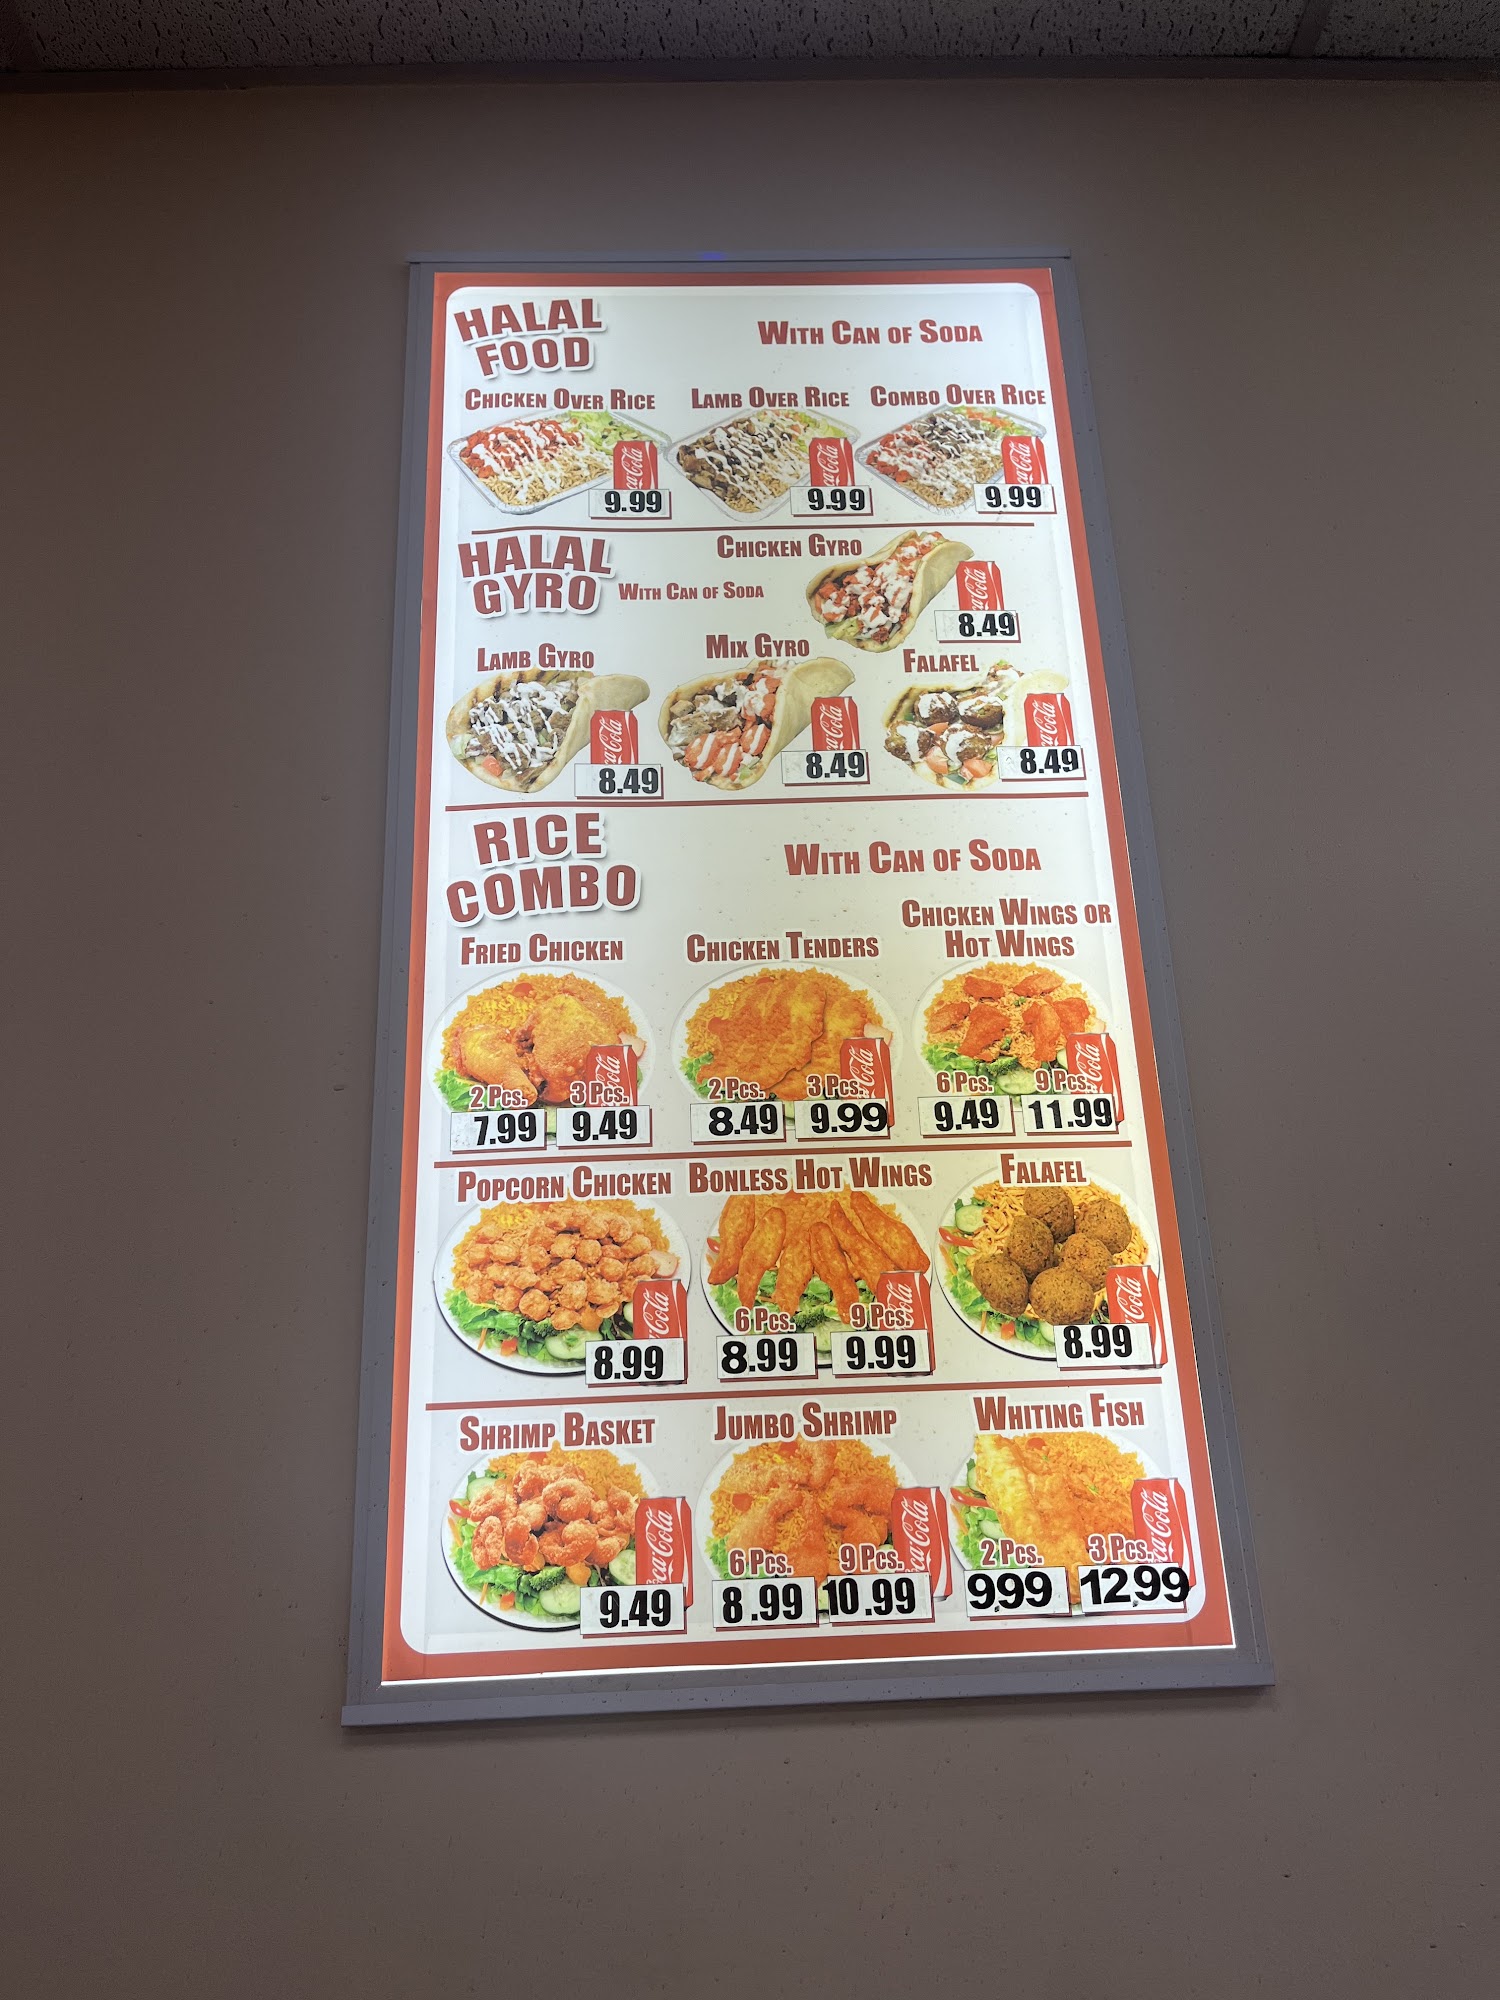 HALAL
FOOD
WITH CAN OF SODA
CHICKEN OVER RICE
LAMB OVER RICE
COMBO OVER RICE
9.99
9.99
9.99
HALAL
GYRO
WITH CAN OF SODA
CHICKEN GYRO
8.49
LAMB GYRO
MIX GYRO
FALAFEL
8.49
8.49
8.49
RICE
COMBO
WITH CAN OF SODA
FRIED CHICKEN
CHICKEN TENDERS
CHICKEN WINGS OR
HOT WINGS
2 PCS. 3 PCS.
7.99 9.49
2 PCS. 3 PCS.
8.49 9.99
6 PCS. 9 PCS.
9.49 11.99
POPCORN CHICKEN
BONLESS HOT WINGS
FALAFEL
8.99
6 PCS. 9 PCS.
8.99 9.99
8.99
SHRIMP BASKET
JUMBO SHRIMP
WHITING FISH
9.49
6 PCS. 9 PCS.
8.99 10.99
2 PCS. 3 PCS.
9.99 12.99